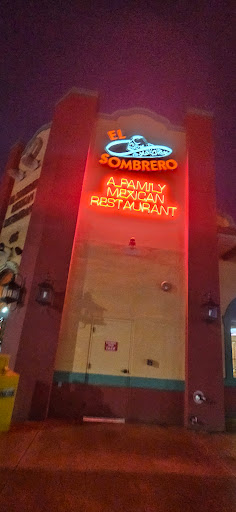 EL
SOMBRERO
A FAMILY
MEXICAN
RESTAURANT